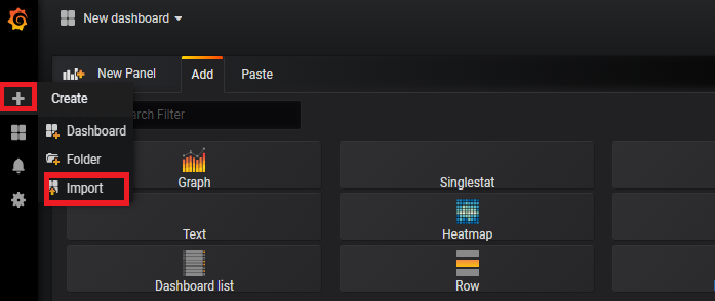 New dashboard
New Panel
Add
Paste
Create
arch Filter
Dashboard
Folder
Import
Graph
Singlestat
Text
Heatmap
Dashboard list
Row